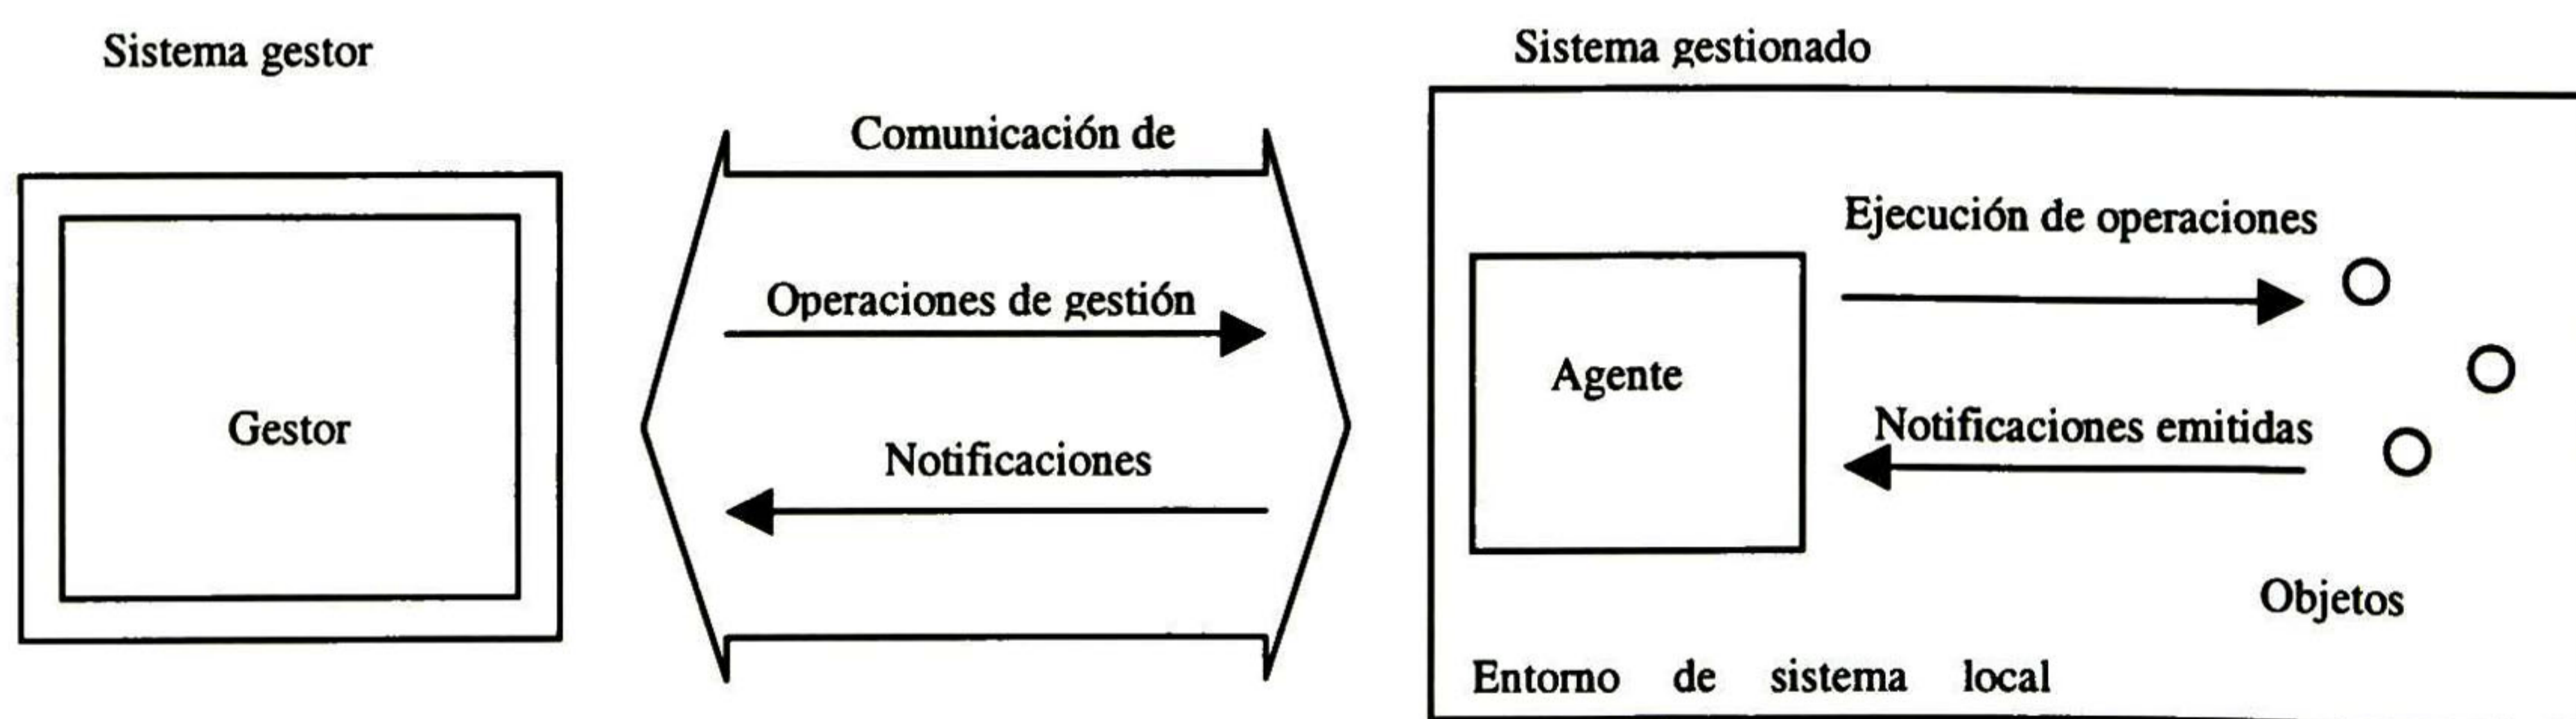 Sistema gestor
Sistema gestionado
Comunicación de
Ejecución de operaciones
Operaciones de gestión
Agente
Gestor
Notificaciones emitidas
Notificaciones
Objetos
Entorno de sistema local